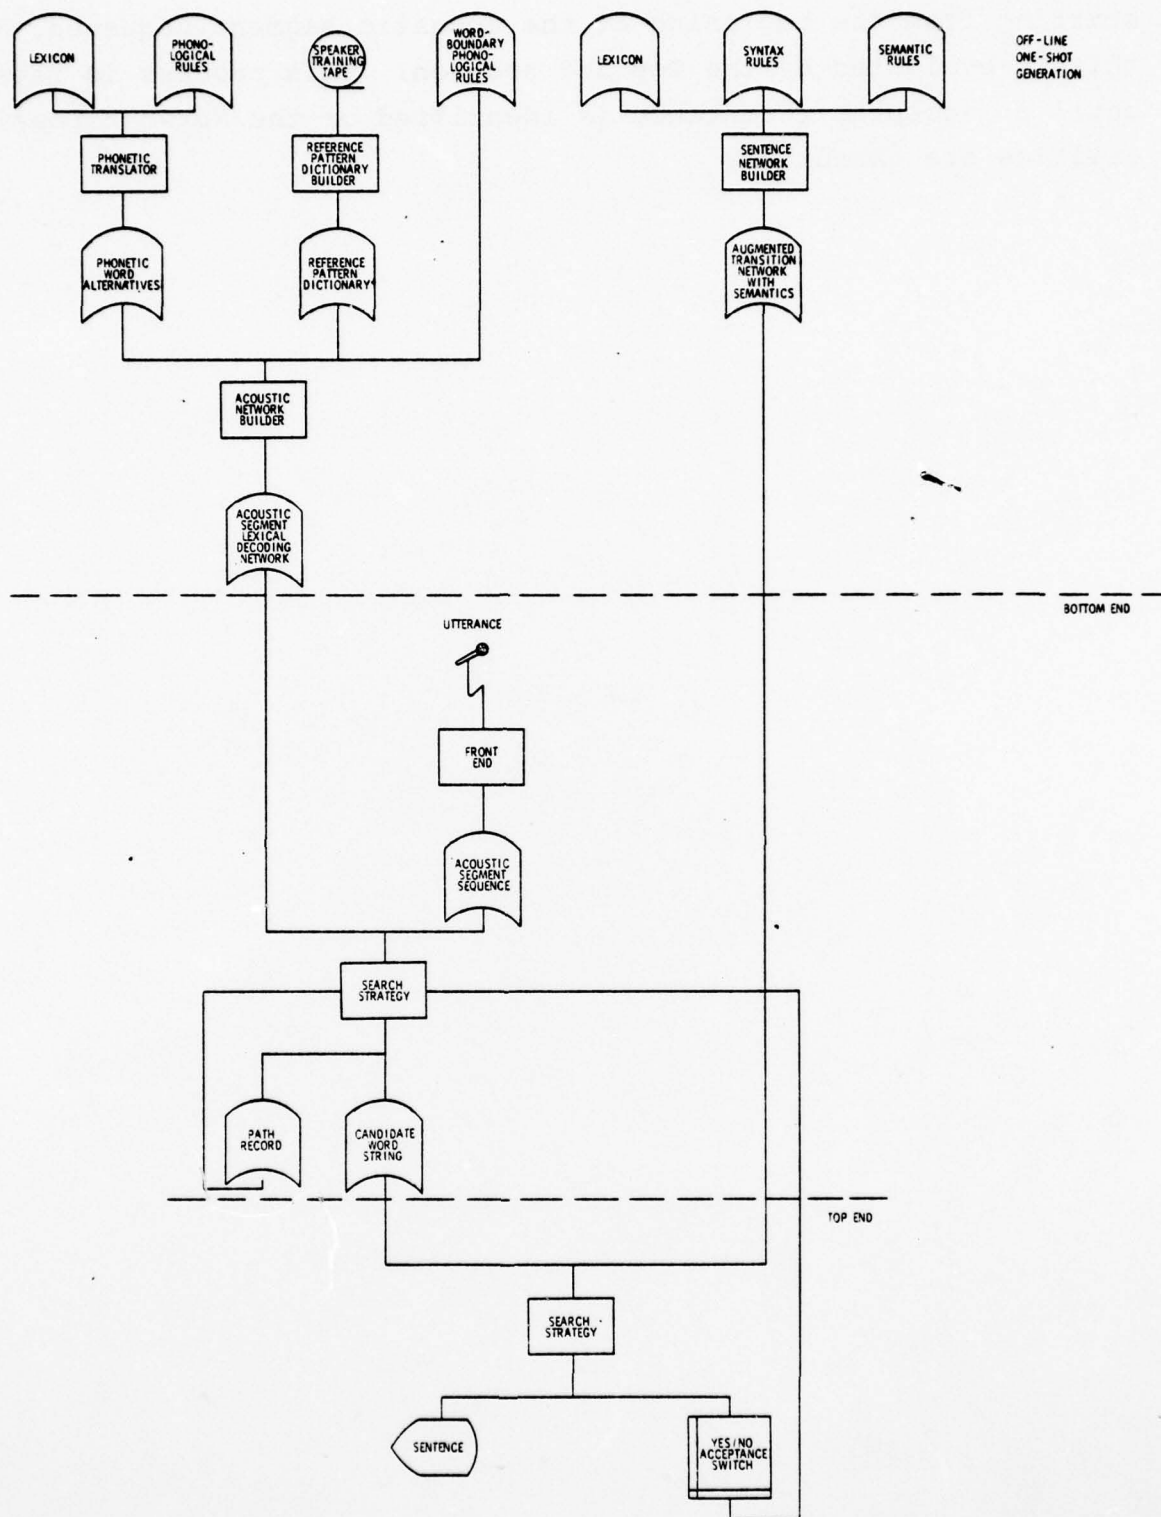 LEXICON
PHONO-
LOGICAL
RULES
SPEAKER
TRAINING
TAPE
WORD-
BOUNDARY
PHONO-
LOGICAL
RULES
LEXICON
SYNTAX
RULES
SEMANTIC
RULES
OFF-LINE
ONE-SHOT
GENERATION
PHONETIC
TRANSLATOR
REFERENCE
PATTERN
DICTIONARY
BUILDER
SENTENCE
NETWORK
BUILDER
PHONETIC
WORD
ALTERNATIVES
REFERENCE
PATTERN
DICTIONARY
AUGMENTED
TRANSITION
NETWORK
WITH
SEMANTICS
ACOUSTIC
NETWORK
BUILDER
ACOUSTIC
SEGMENT
LEXICAL
DECODING
NETWORK
BOTTOM END
UTTERANCE
FRONT
END
ACOUSTIC
SEGMENT
SEQUENCE
SEARCH
STRATEGY
PATH
RECORD
CANDIDATE
WORD
STRING
TOP END
SEARCH
STRATEGY
SENTENCE
YES/NO
ACCEPTANCE
SWITCH